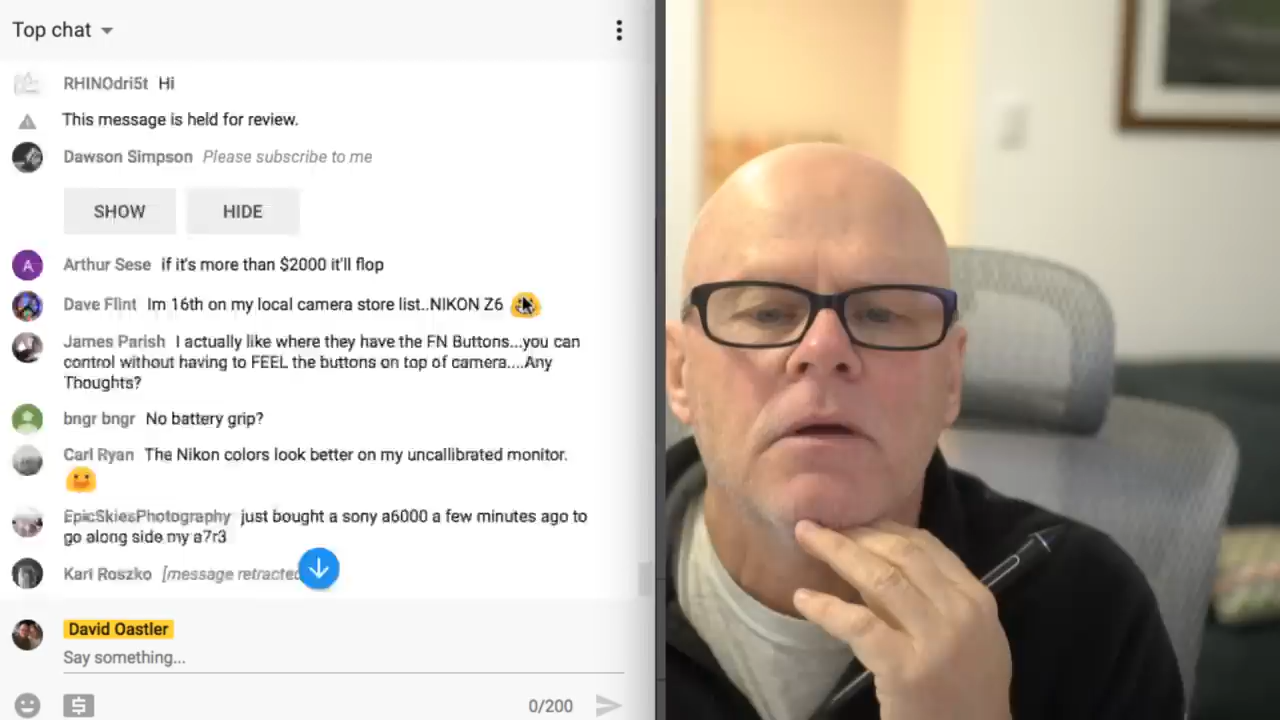 Top chat
RHINOdri5t Hi
This message is held for review.
Dawson Simpson Please subscribe to me
SHOW HIDE
A Arthur Sese if it's more than $2000 it'll flop
Dave Flint Im 16th on my local camera store list..NIKON Z6
James Parish I actually like where they have the FN Buttons...you can
control without having to FEEL the buttons on top of camera....Any
Thoughts?
bngr bngr No battery grip?
Carl Ryan The Nikon colors look better on my uncallibrated monitor.
EpicSkiesPhotography just bought a sony a6000 a few minutes ago to
go along side my a7r3
Kari Roszko [message retracted
David Oastler
Say something...
0/200